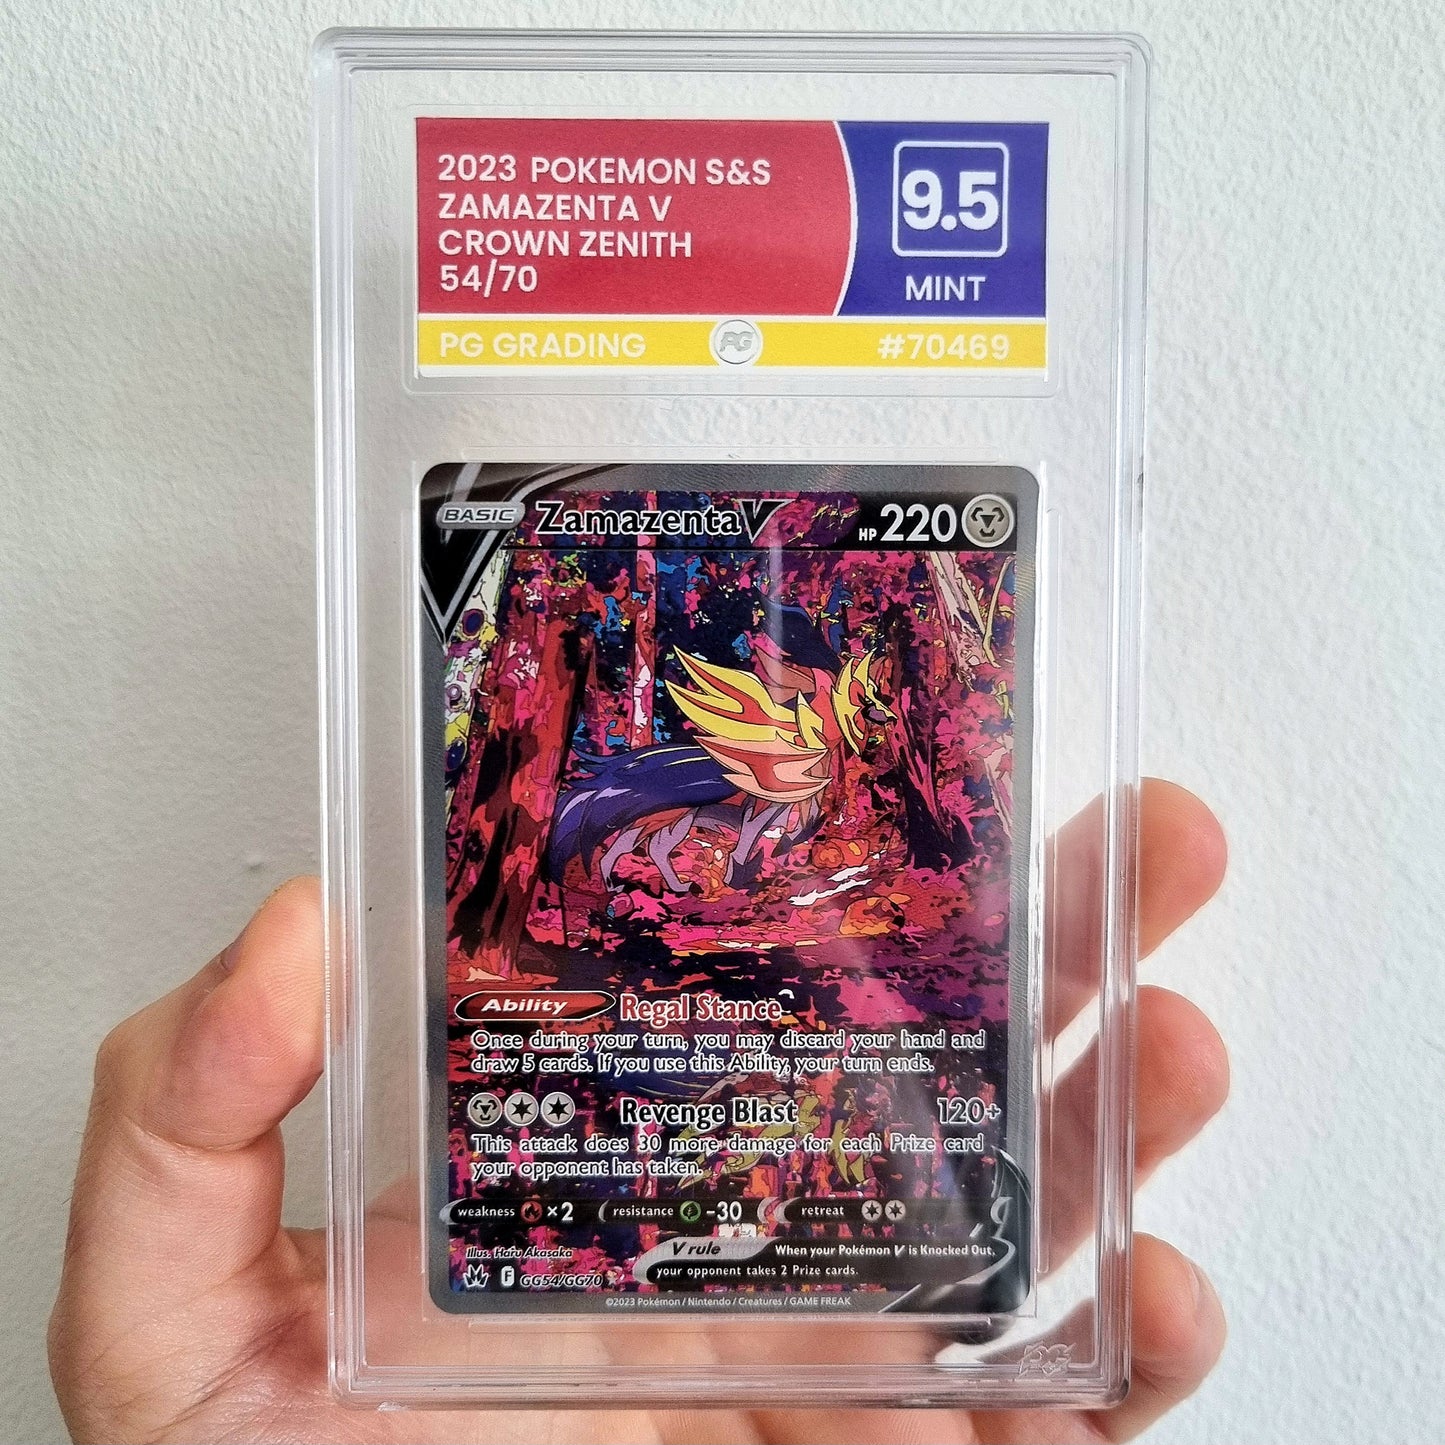 2023 POKEMON S&S
ZAMAZENTA V
CROWN ZENITH
54/70
9.5
MINT
PG GRADING
PG
#70469
BASIC
Zamazenta V
HP 220
Ability Regal Stance
Once during your turn, you may discard your hand and
draw 5 cards. If you use this Ability, your turn ends.
Revenge Blast 120+
This attack does 30 more damage for each Prize card
your opponent has taken.
weakness ×2 resistance -30 retreat
Illus. Haru Akasaka
V rule When your Pokémon V is Knocked Out,
your opponent takes 2 Prize cards.
F GG54/GG70
©2023 Pokémon / Nintendo / Creatures / GAME FREAK
PG